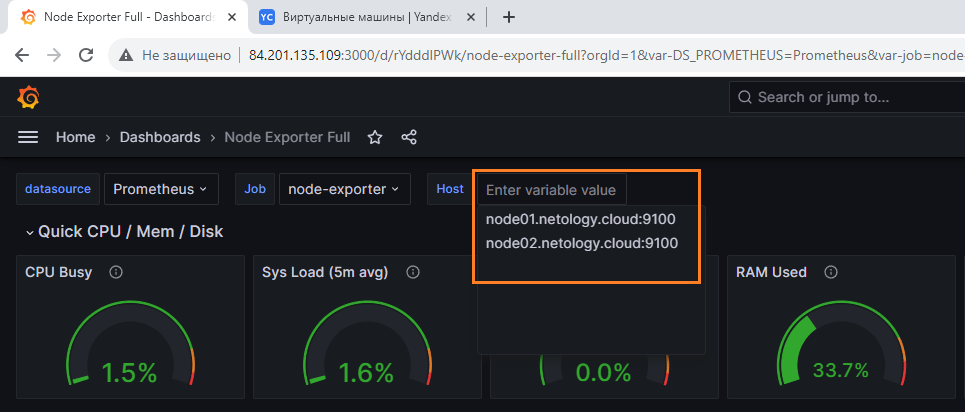 Node Exporter Full - Dashboards
YC Виртуальные машины | Yandex
Не защищено 84.201.135.109:3000/d/rYdddlPWk/node-exporter-full?orgId=1&var-DS_PROMETHEUS=Prometheus&var-job=node-
Search or jump to...
Home > Dashboards > Node Exporter Full
datasource Prometheus Job node-exporter Host Enter variable value
node01.netology.cloud:9100
node02.netology.cloud:9100
Quick CPU / Mem / Disk
CPU Busy
Sys Load (5m avg)
RAM Used
1.5%
1.6%
0.0%
33.7%